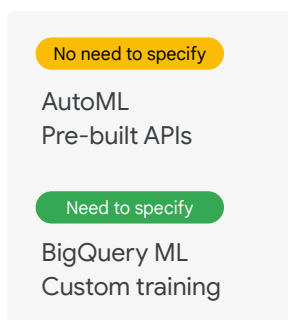 No need to specify
AutoML
Pre-built APIs
Need to specify
BigQuery ML
Custom training